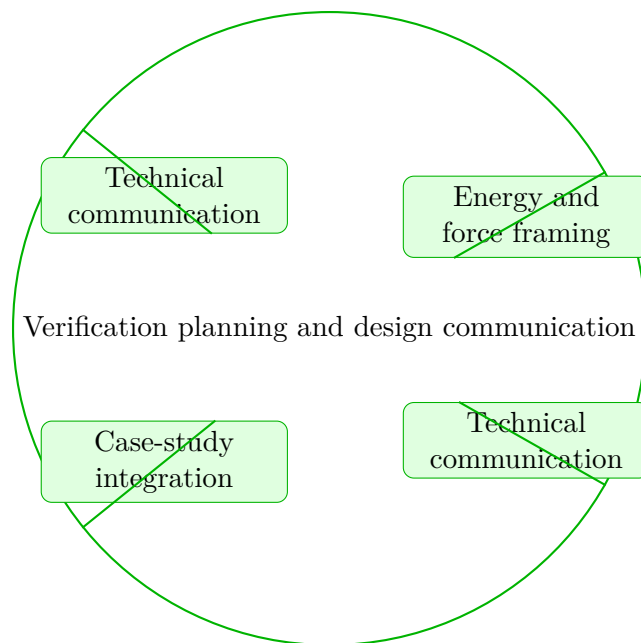 Technical
communication
Energy and
force framing
Verification planning and design communication
Case-study
integration
Technical
communication